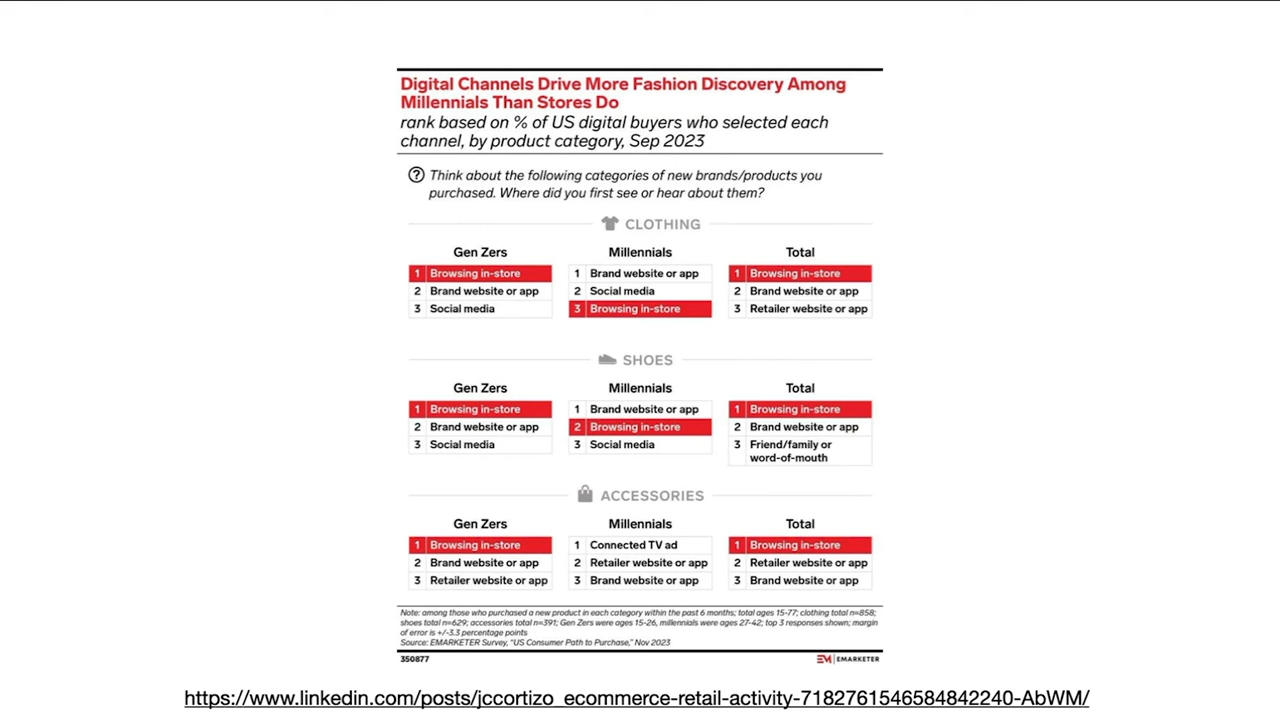 Digital Channels Drive More Fashion Discovery Among
Millennials Than Stores Do
rank based on % of US digital buyers who selected each
channel, by product category, Sep 2023
? Think about the following categories of new brands/products you
purchased. Where did you first see or hear about them?
CLOTHING
Gen Zers
1 Browsing in-store
2 Brand website or app
3 Social media
Millennials
1 Brand website or app
2 Social media
3 Browsing in-store
Total
1 Browsing in-store
2 Brand website or app
3 Retailer website or app
SHOES
Gen Zers
1 Browsing in-store
2 Brand website or app
3 Social media
Millennials
1 Brand website or app
2 Browsing in-store
3 Social media
Total
1 Browsing in-store
2 Brand website or app
3 Friend/family or
word-of-mouth
ACCESSORIES
Gen Zers
1 Browsing in-store
2 Brand website or app
3 Retailer website or app
Millennials
1 Connected TV ad
2 Retailer website or app
3 Brand website or app
Total
1 Browsing in-store
2 Retailer website or app
3 Brand website or app
Note: among those who purchased a new product in each category within the past 6 months; total ages 15-77; clothing total n=858;
shoes total n=629; accessories total n=391; Gen Zers were ages 15-26, millennials were ages 27-42; top 3 responses shown; margin
of error is +/-3.3 percentage points
Source: EMARKETER Survey, "US Consumer Path to Purchase," Nov 2023
350877
EM | EMARKETER
https://www.linkedin.com/posts/jccortizo_ecommerce-retail-activity-7182761546584842240-AbWM/